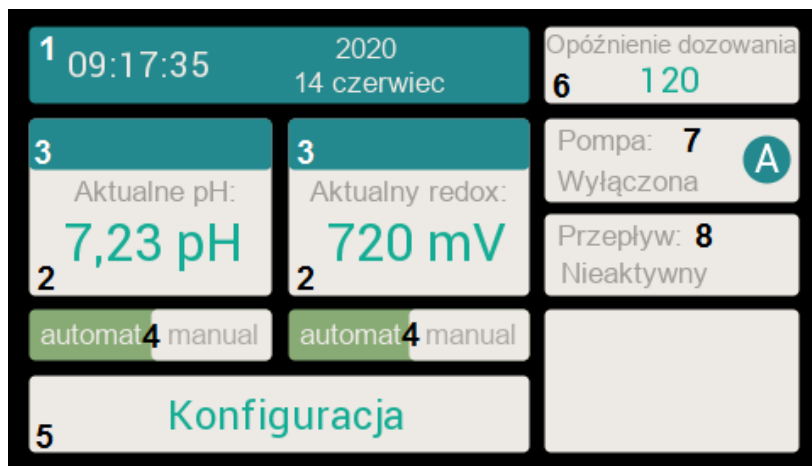 1 09:17:35
2020
14 czerwiec
Opóźnienie dozowania
6 120
3
Aktualne pH:
7,23 pH
2
3
Aktualny redox:
720 mV
2
Pompa: 7
Wyłączona
A
Przepływ: 8
Nieaktywny
automat 4 manual
automat 4 manual
Konfiguracja
5